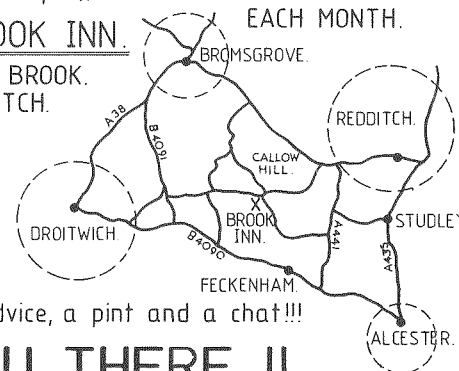 EACH MONTH.
OOK INN.
BROOK.
TCH.
BROMSGROVE.
A38
B4091
REDDITCH.
CALLOW
HILL.
X
BROOK
INN.
DROITWICH.
B4090
A441
STUDLEY
A435
FECKENHAM.
dvice, a pint and a chat!!!
ALCESTER.
U THERE !!